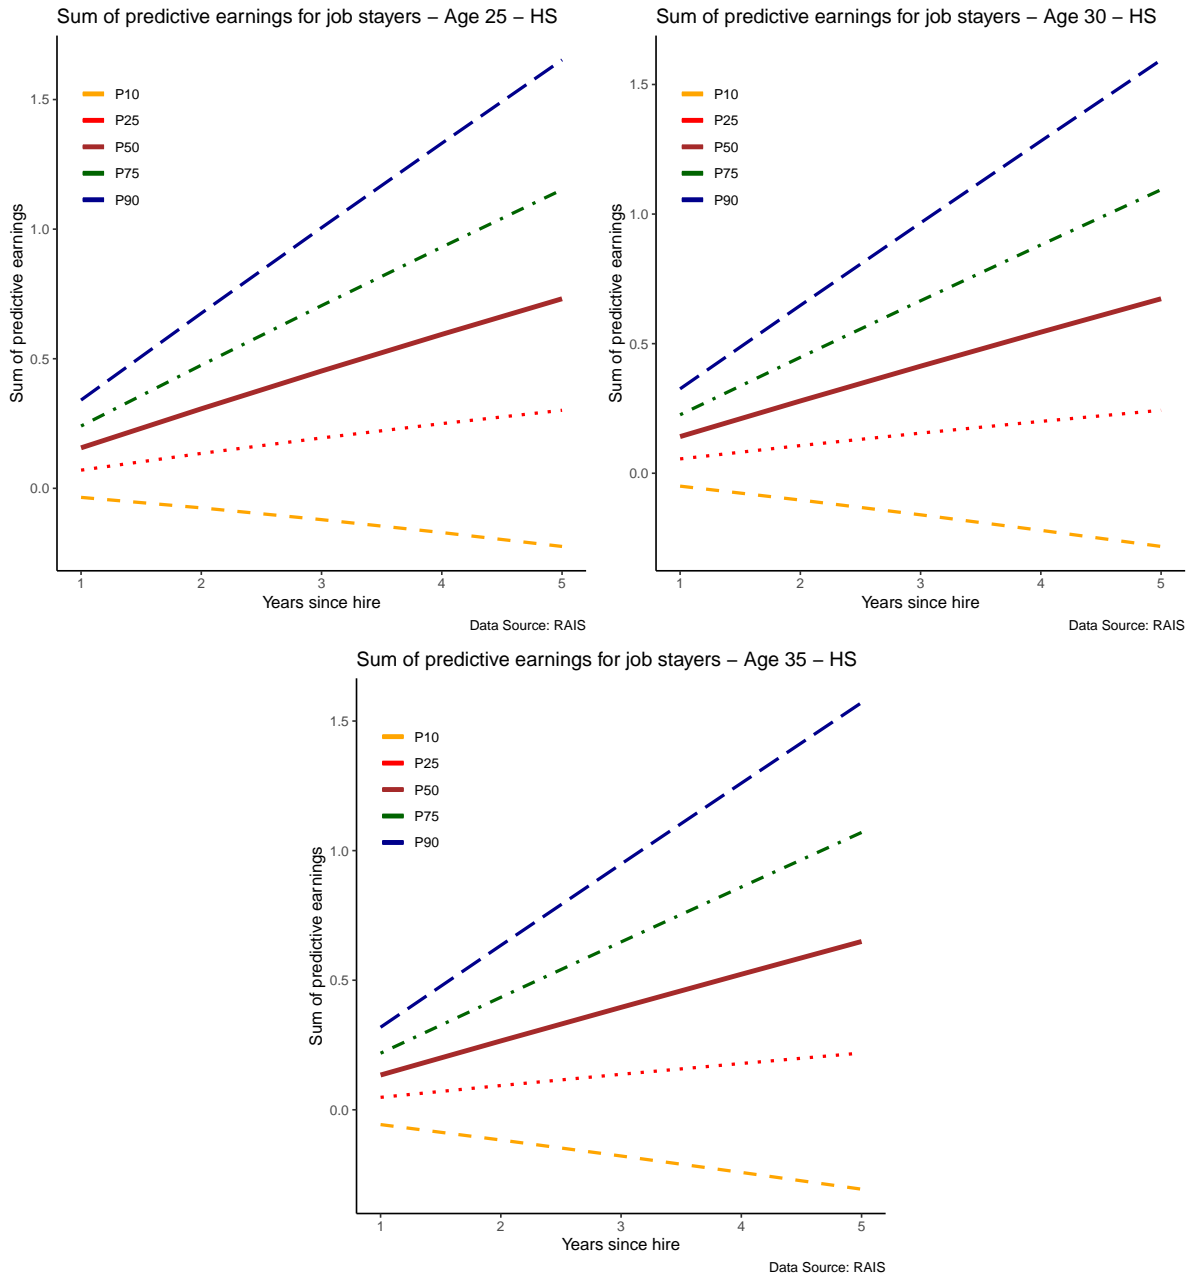 Sum of predictive earnings for job stayers – Age 25 – HS
Sum of predictive earnings
1.5
1.0
0.5
0.0
P10
P25
P50
P75
P90
1 2 3 4 5
Years since hire
Data Source: RAIS
Sum of predictive earnings for job stayers – Age 30 – HS
Sum of predictive earnings
1.5
1.0
0.5
0.0
P10
P25
P50
P75
P90
1 2 3 4 5
Years since hire
Data Source: RAIS
Sum of predictive earnings for job stayers – Age 35 – HS
Sum of predictive earnings
1.5
1.0
0.5
0.0
P10
P25
P50
P75
P90
1 2 3 4 5
Years since hire
Data Source: RAIS